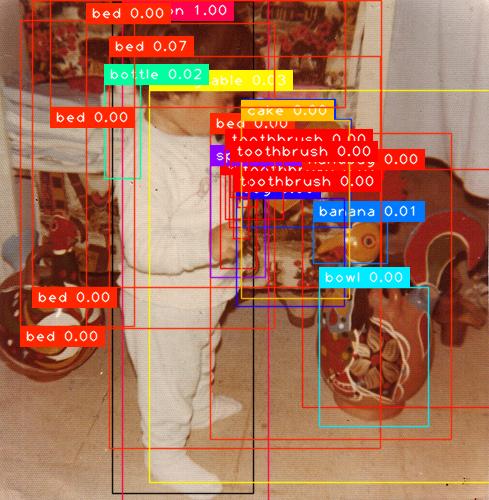 bed 0.00
on 1.00
bed 0.07
bottle 0.02
able 0.03
bed 0.00
cake 0.00
bed 0.00
toothbrush 0.00
toothbrush 0.00
0.00
toothbrush 0.00
banana 0.01
bowl 0.00
bed 0.00
bed 0.00